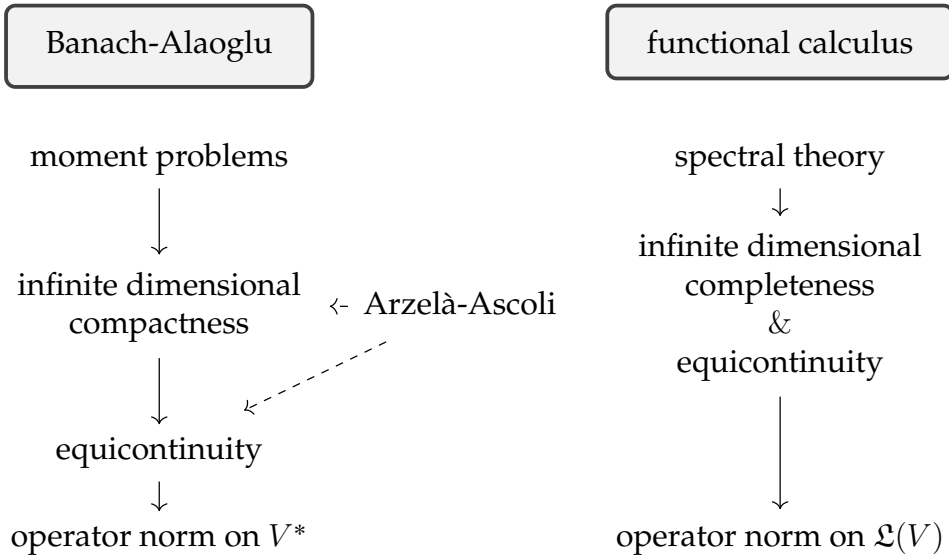 Banach-Alaoglu
moment problems
infinite dimensional
compactness
Arzelà-Ascoli
equicontinuity
operator norm on V*
functional calculus
spectral theory
infinite dimensional
completeness
&
equicontinuity
operator norm on 𝔏(V)